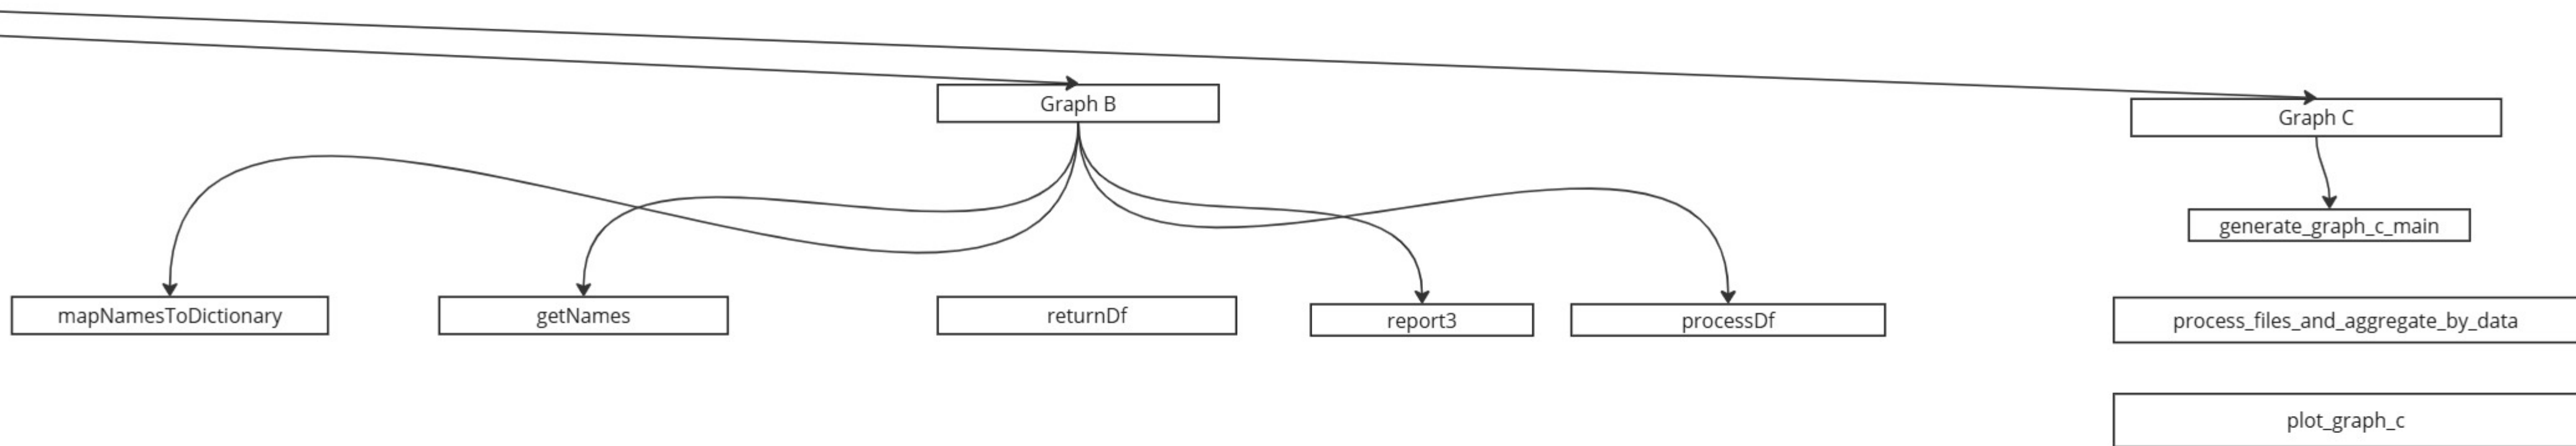 Graph B
Graph C
generate_graph_c_main
mapNamesToDictionary
getNames
returnDf
report3
processDf
process_files_and_aggregate_by_data
plot_graph_c